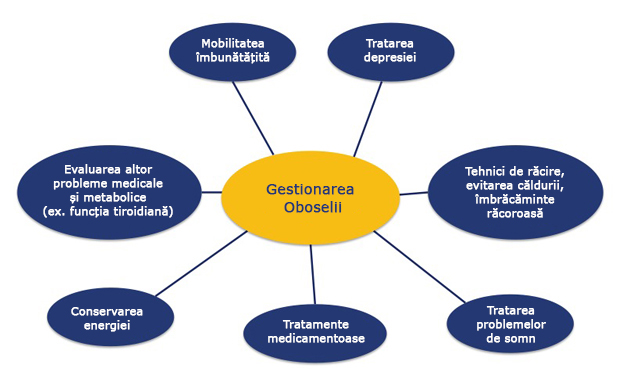 Mobilitatea
îmbunătățită
Tratarea
depresiei
Evaluarea altor
probleme medicale
și metabolice
(ex. funcția tiroidiană)
Gestionarea
Oboselii
Tehnici de răcire,
evitarea căldurii,
îmbrăcăminte
răcoroasă
Conservarea
energiei
Tratamente
medicamentoase
Tratarea
problemelor
de somn